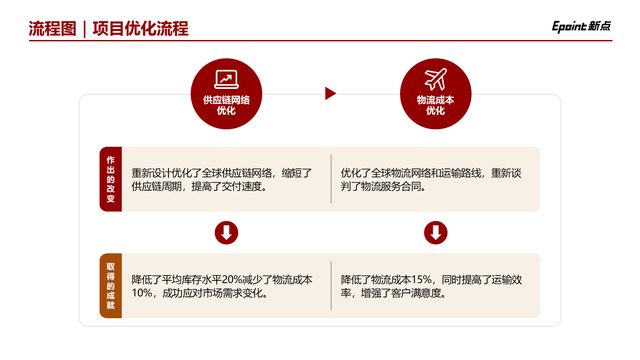 流程图｜项目优化流程
Epoint新点
供应链网络
优化
物流成本
优化
作出的改变
重新设计优化了全球供应链网络，缩短了
供应链周期，提高了交付速度。
优化了全球物流网络和运输路线，重新谈
判了物流服务合同。
取得的成就
降低了平均库存水平20%减少了物流成本
10%，成功应对市场需求变化。
降低了物流成本15%，同时提高了运输效
率，增强了客户满意度。